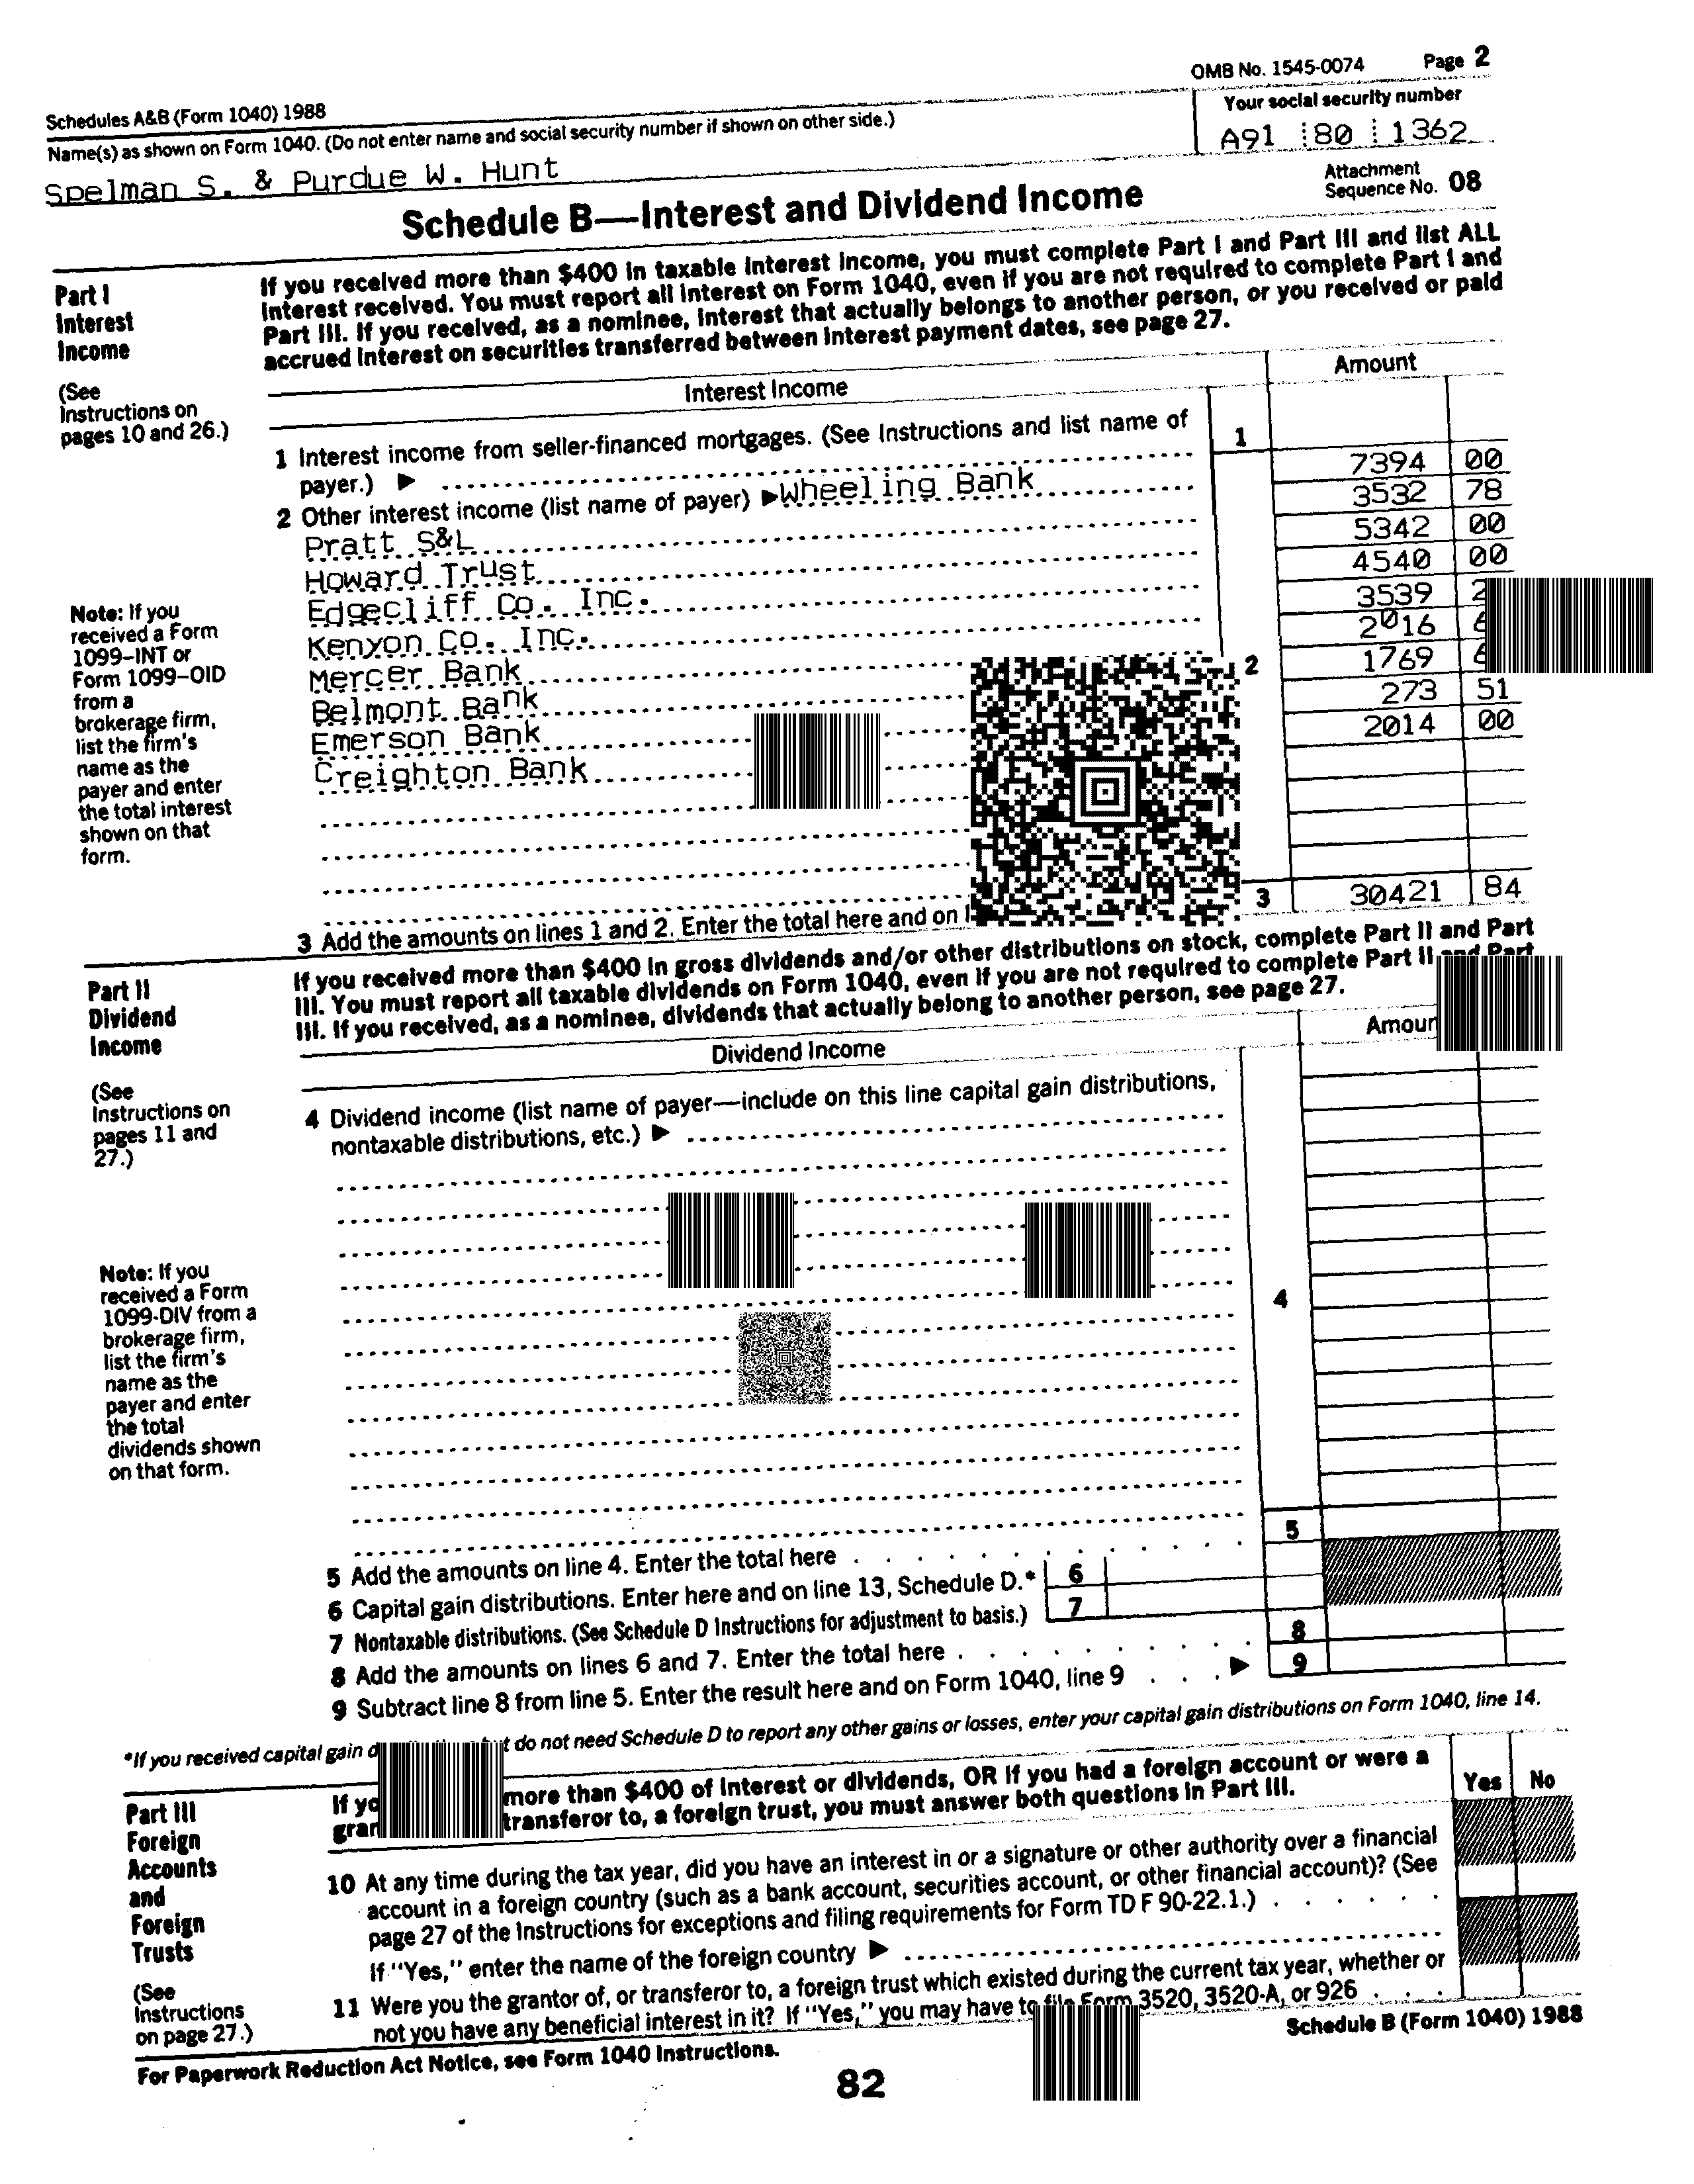 OMB No. 1545-0074 Page 2
Schedules A&B (Form 1040) 1988
Your social security number
Name(s) as shown on Form 1040. (Do not enter name and social security number if shown on other side.)
A91 80 1362
Spelman S. & Purdue W. Hunt
Attachment
Sequence No. 08
Schedule B—Interest and Dividend Income
Part I
Interest
Income
(See
Instructions on
pages 10 and 26.)
If you received more than $400 in taxable interest income, you must complete Part I and Part III and list ALL
interest received. You must report all interest on Form 1040, even if you are not required to complete Part I and
Part III. If you received, as a nominee, interest that actually belongs to another person, or you received or paid
accrued interest on securities transferred between interest payment dates, see page 27.
Interest Income
Amount
1 Interest income from seller-financed mortgages. (See Instructions and list name of
payer.) ▶
1
2 Other interest income (list name of payer) ▶ Wheeling Bank 7394 00
Pratt S&L 3532 78
Howard Trust 5342 00
Edgecliff Co. Inc. 4540 00
Kenyon Co. Inc. 3539
Mercer Bank 2016
Belmont Bank 1769
2
Emerson Bank 273 51
Creighton Bank 2014 00
Note: If you
received a Form
1099–INT or
Form 1099–OID
from a
brokerage firm,
list the firm's
name as the
payer and enter
the total interest
shown on that
form.
3 Add the amounts on lines 1 and 2. Enter the total here and on 3 30421 84
Part II
Dividend
Income
(See
Instructions on
pages 11 and
27.)
If you received more than $400 in gross dividends and/or other distributions on stock, complete Part II and Part
III. You must report all taxable dividends on Form 1040, even if you are not required to complete Part II and Part
III. If you received, as a nominee, dividends that actually belong to another person, see page 27.
Dividend Income
4 Dividend income (list name of payer—include on this line capital gain distributions,
nontaxable distributions, etc.) ▶
4
Note: If you
received a Form
1099-DIV from a
brokerage firm,
list the firm's
name as the
payer and enter
the total
dividends shown
on that form.
5 Add the amounts on line 4. Enter the total here 5
6 Capital gain distributions. Enter here and on line 13, Schedule D.* 6
7 Nontaxable distributions. (See Schedule D Instructions for adjustment to basis.) 7
8 Add the amounts on lines 6 and 7. Enter the total here 8
9 Subtract line 8 from line 5. Enter the result here and on Form 1040, line 9 ▶ 9
*If you received capital gain do not need Schedule D to report any other gains or losses, enter your capital gain distributions on Form 1040, line 14.
Part III
Foreign
Accounts
and
Foreign
Trusts
(See
Instructions
on page 27.)
If more than $400 of interest or dividends, OR if you had a foreign account or were a
transferor to, a foreign trust, you must answer both questions in Part III.
Yes No
10 At any time during the tax year, did you have an interest in or a signature or other authority over a financial
account in a foreign country (such as a bank account, securities account, or other financial account)? (See
page 27 of the Instructions for exceptions and filing requirements for Form TD F 90-22.1.)
If "Yes," enter the name of the foreign country ▶
11 Were you the grantor of, or transferor to, a foreign trust which existed during the current tax year, whether or
not you have any beneficial interest in it? If "Yes," you may have to file Form 3520, 3520-A, or 926
For Paperwork Reduction Act Notice, see Form 1040 Instructions.
Schedule B (Form 1040) 1988
82